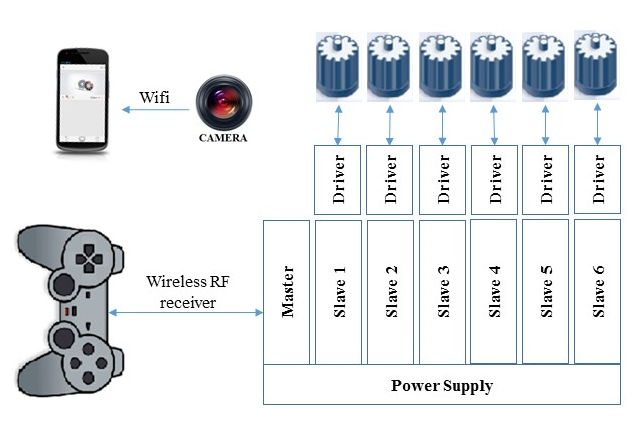 Wifi
CAMERA
Driver
Driver
Driver
Driver
Driver
Driver
Wireless RF
receiver
Master
Slave 1
Slave 2
Slave 3
Slave 4
Slave 5
Slave 6
Power Supply